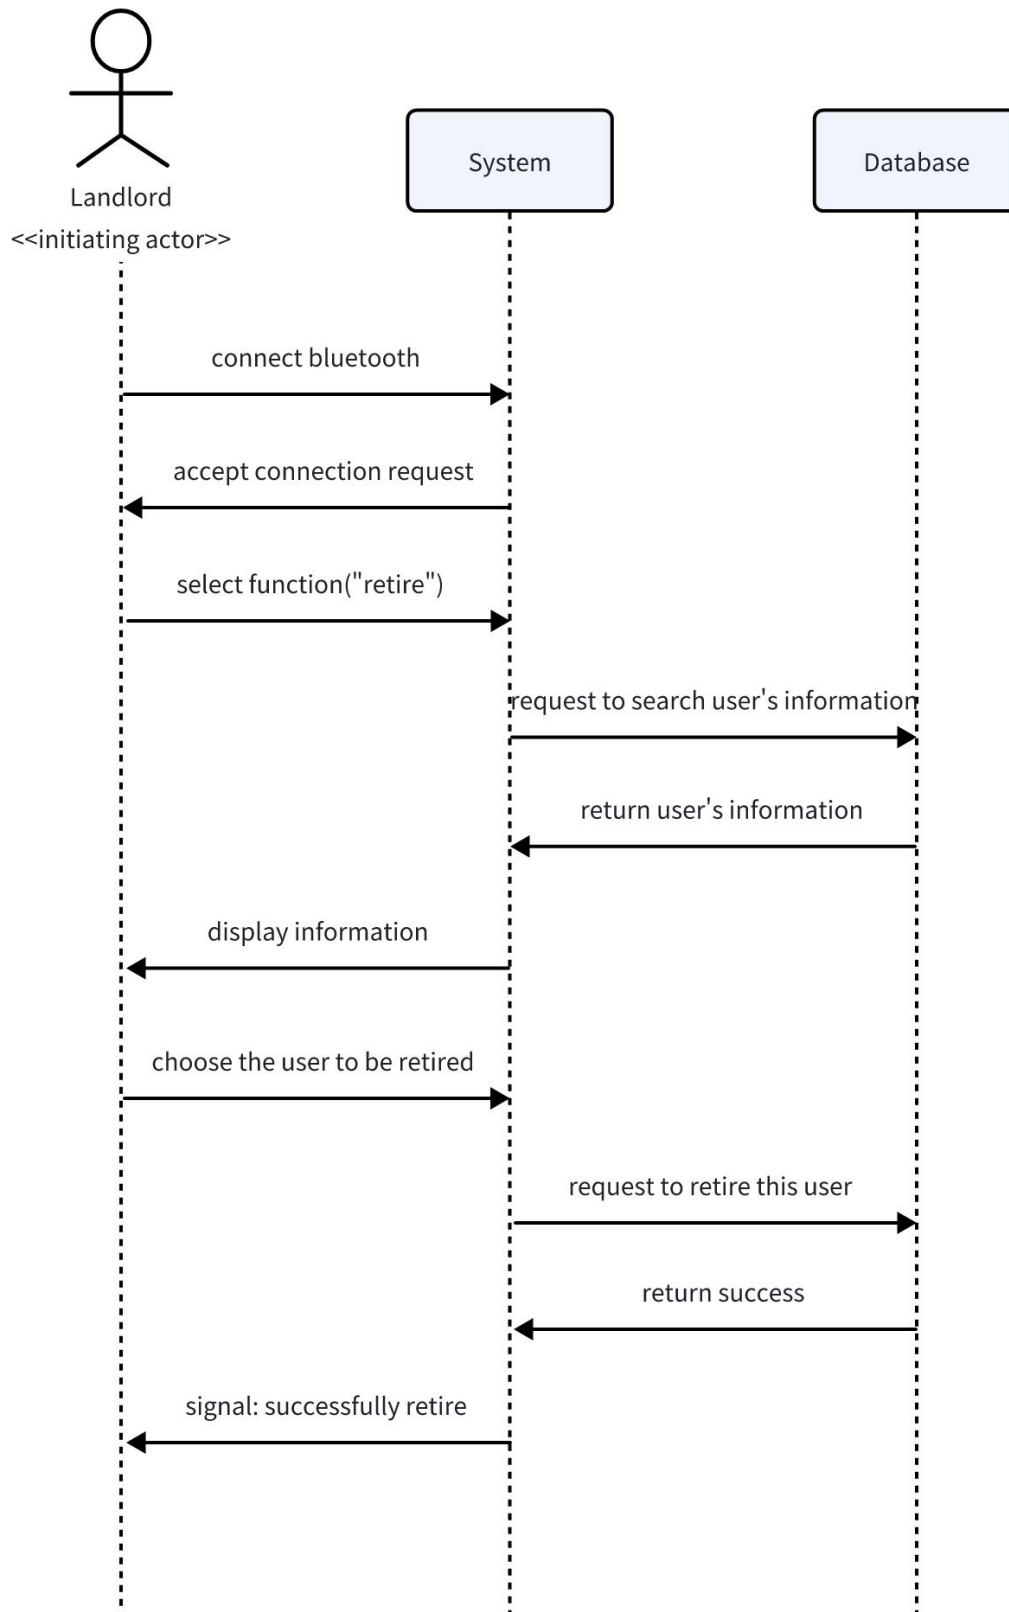 System
Database
Landlord
<<initiating actor>>
connect bluetooth
accept connection request
select function("retire")
request to search user's information
return user's information
display information
choose the user to be retired
request to retire this user
return success
signal: successfully retire